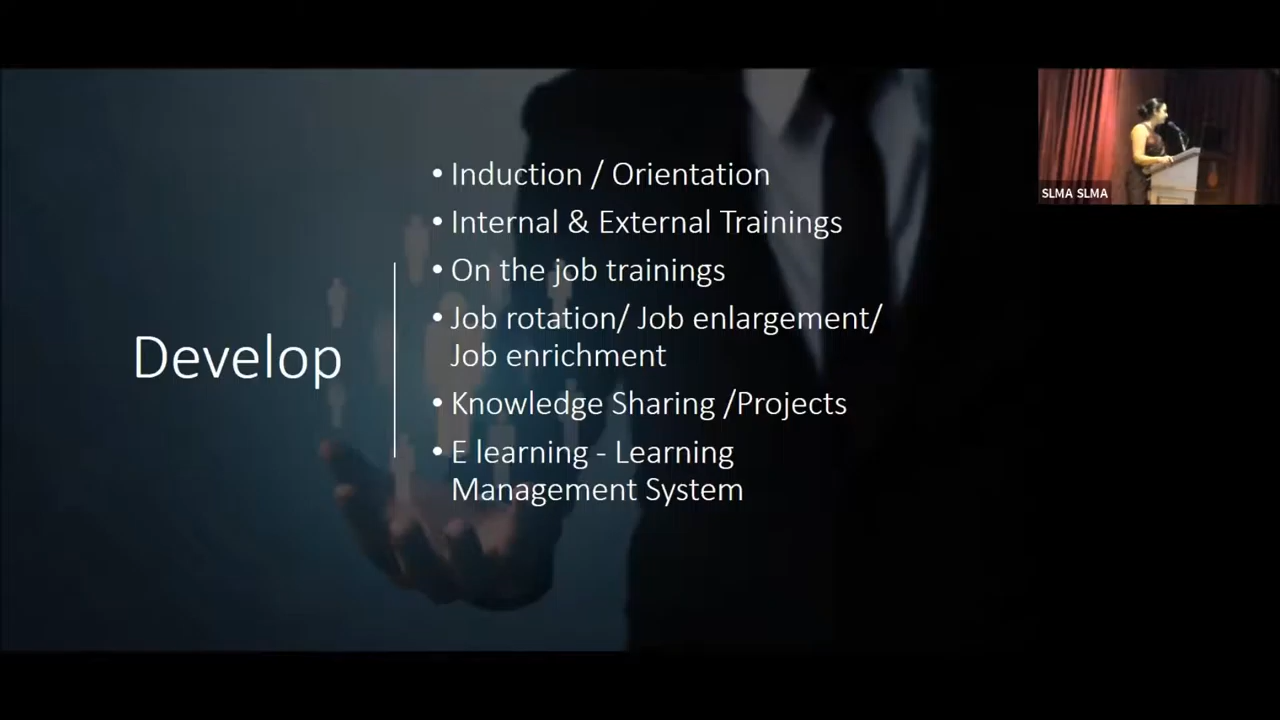 Develop
• Induction / Orientation
• Internal & External Trainings
• On the job trainings
• Job rotation/ Job enlargement/
Job enrichment
• Knowledge Sharing /Projects
• E learning - Learning
Management System
SLMA SLMA